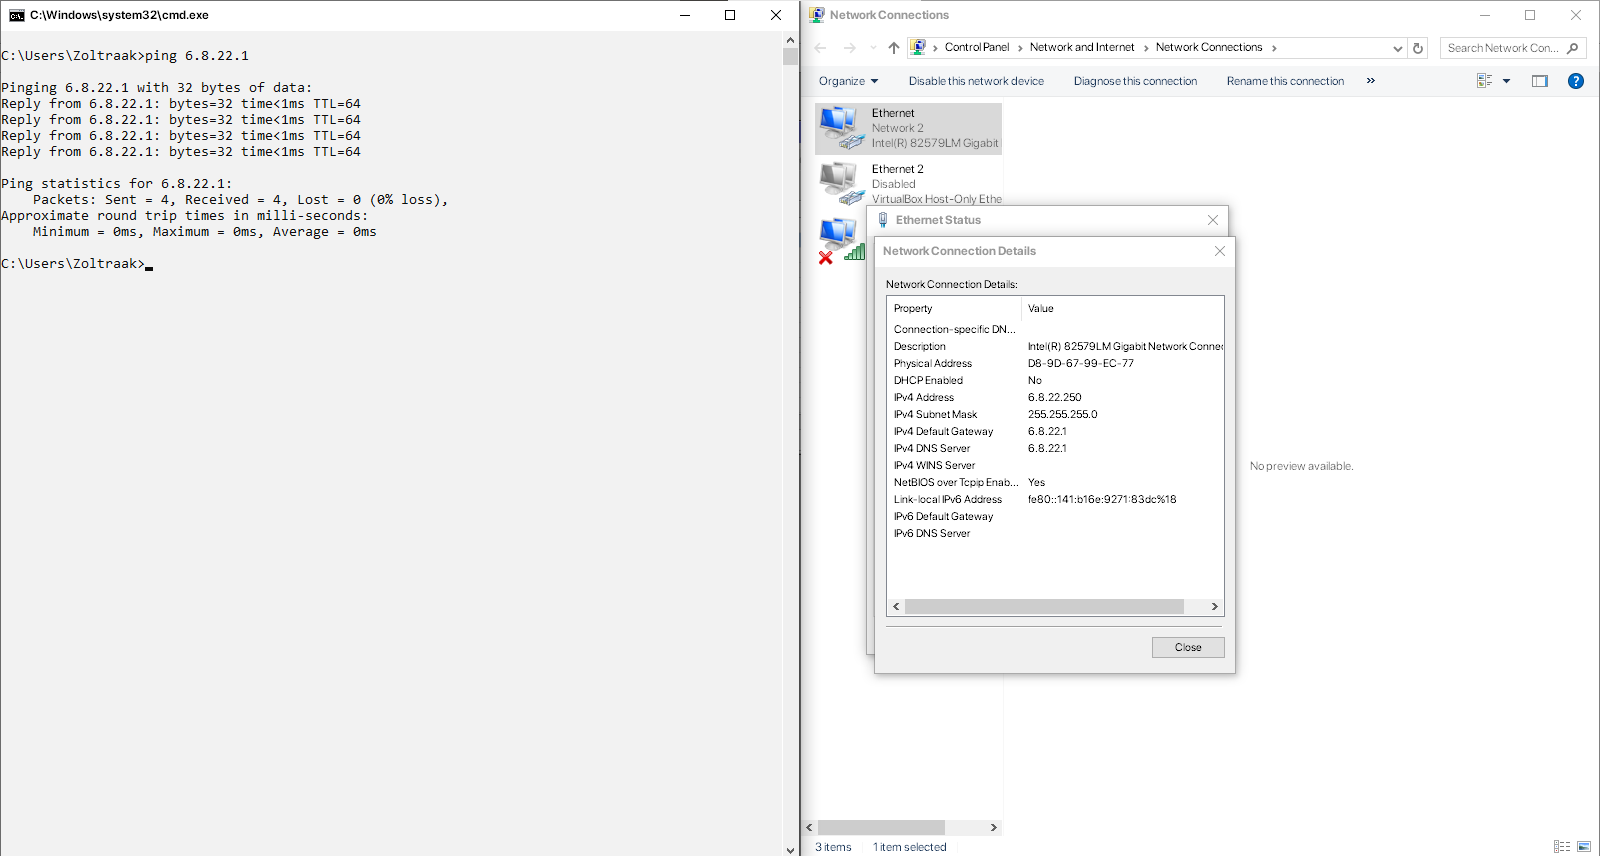 C:\Windows\system32\cmd.exe
C:\Users\Zoltraak>ping 6.8.22.1
Pinging 6.8.22.1 with 32 bytes of data:
Reply from 6.8.22.1: bytes=32 time<1ms TTL=64
Reply from 6.8.22.1: bytes=32 time<1ms TTL=64
Reply from 6.8.22.1: bytes=32 time<1ms TTL=64
Reply from 6.8.22.1: bytes=32 time<1ms TTL=64
Ping statistics for 6.8.22.1:
Packets: Sent = 4, Received = 4, Lost = 0 (0% loss),
Approximate round trip times in milli-seconds:
Minimum = 0ms, Maximum = 0ms, Average = 0ms
C:\Users\Zoltraak>
Network Connections
Control Panel > Network and Internet > Network Connections >
Search Network Con...
Organize Disable this network device Diagnose this connection Rename this connection »
Ethernet
Network 2
Intel(R) 82579LM Gigabit
Ethernet 2
Disabled
VirtualBox Host-Only Ethe
Ethernet Status
Network Connection Details
Network Connection Details:
Property Value
Connection-specific DN...
Description Intel(R) 82579LM Gigabit Network Connec
Physical Address D8-9D-67-99-EC-77
DHCP Enabled No
IPv4 Address 6.8.22.250
IPv4 Subnet Mask 255.255.255.0
IPv4 Default Gateway 6.8.22.1
IPv4 DNS Server 6.8.22.1
IPv4 WINS Server
NetBIOS over Tcpip Enab... Yes
Link-local IPv6 Address fe80::141:b16e:9271:83dc%18
IPv6 Default Gateway
IPv6 DNS Server
Close
No preview available.
3 items 1 item selected